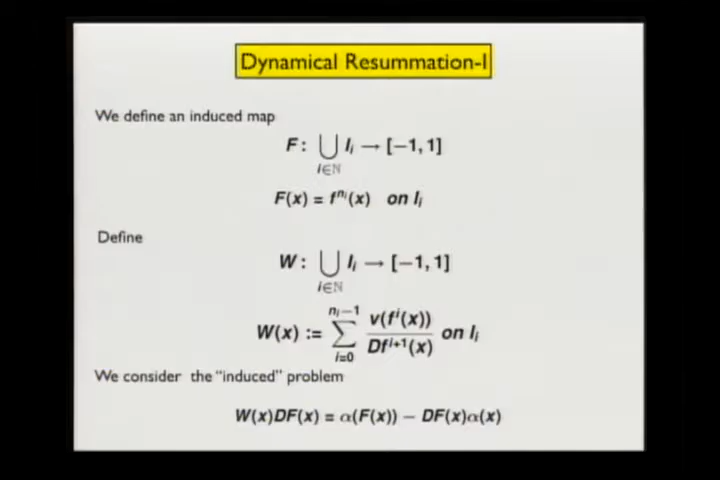 Dynamical Resummation-I
We define an induced map
F: ⋃_{i∈ℕ} I_i → [−1, 1]
F(x) = f^{n_i}(x) on I_i
Define
W: ⋃_{i∈ℕ} I_i → [−1, 1]
W(x) := ∑_{i=0}^{n_i−1} v(f^i(x)) / Df^{i+1}(x) on I_i
We consider the “induced” problem
W(x)DF(x) = α(F(x)) − DF(x)α(x)